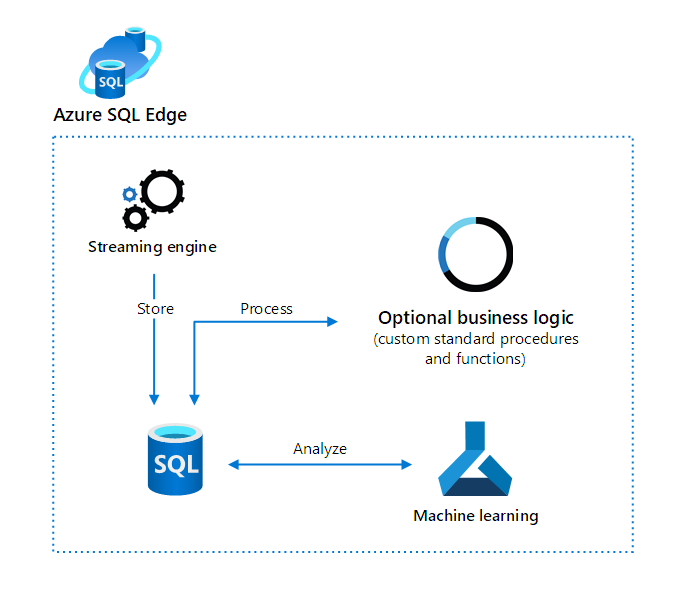 SQL
Azure SQL Edge
Streaming engine
Store
Process
Optional business logic
(custom standard procedures
and functions)
SQL
Analyze
Machine learning